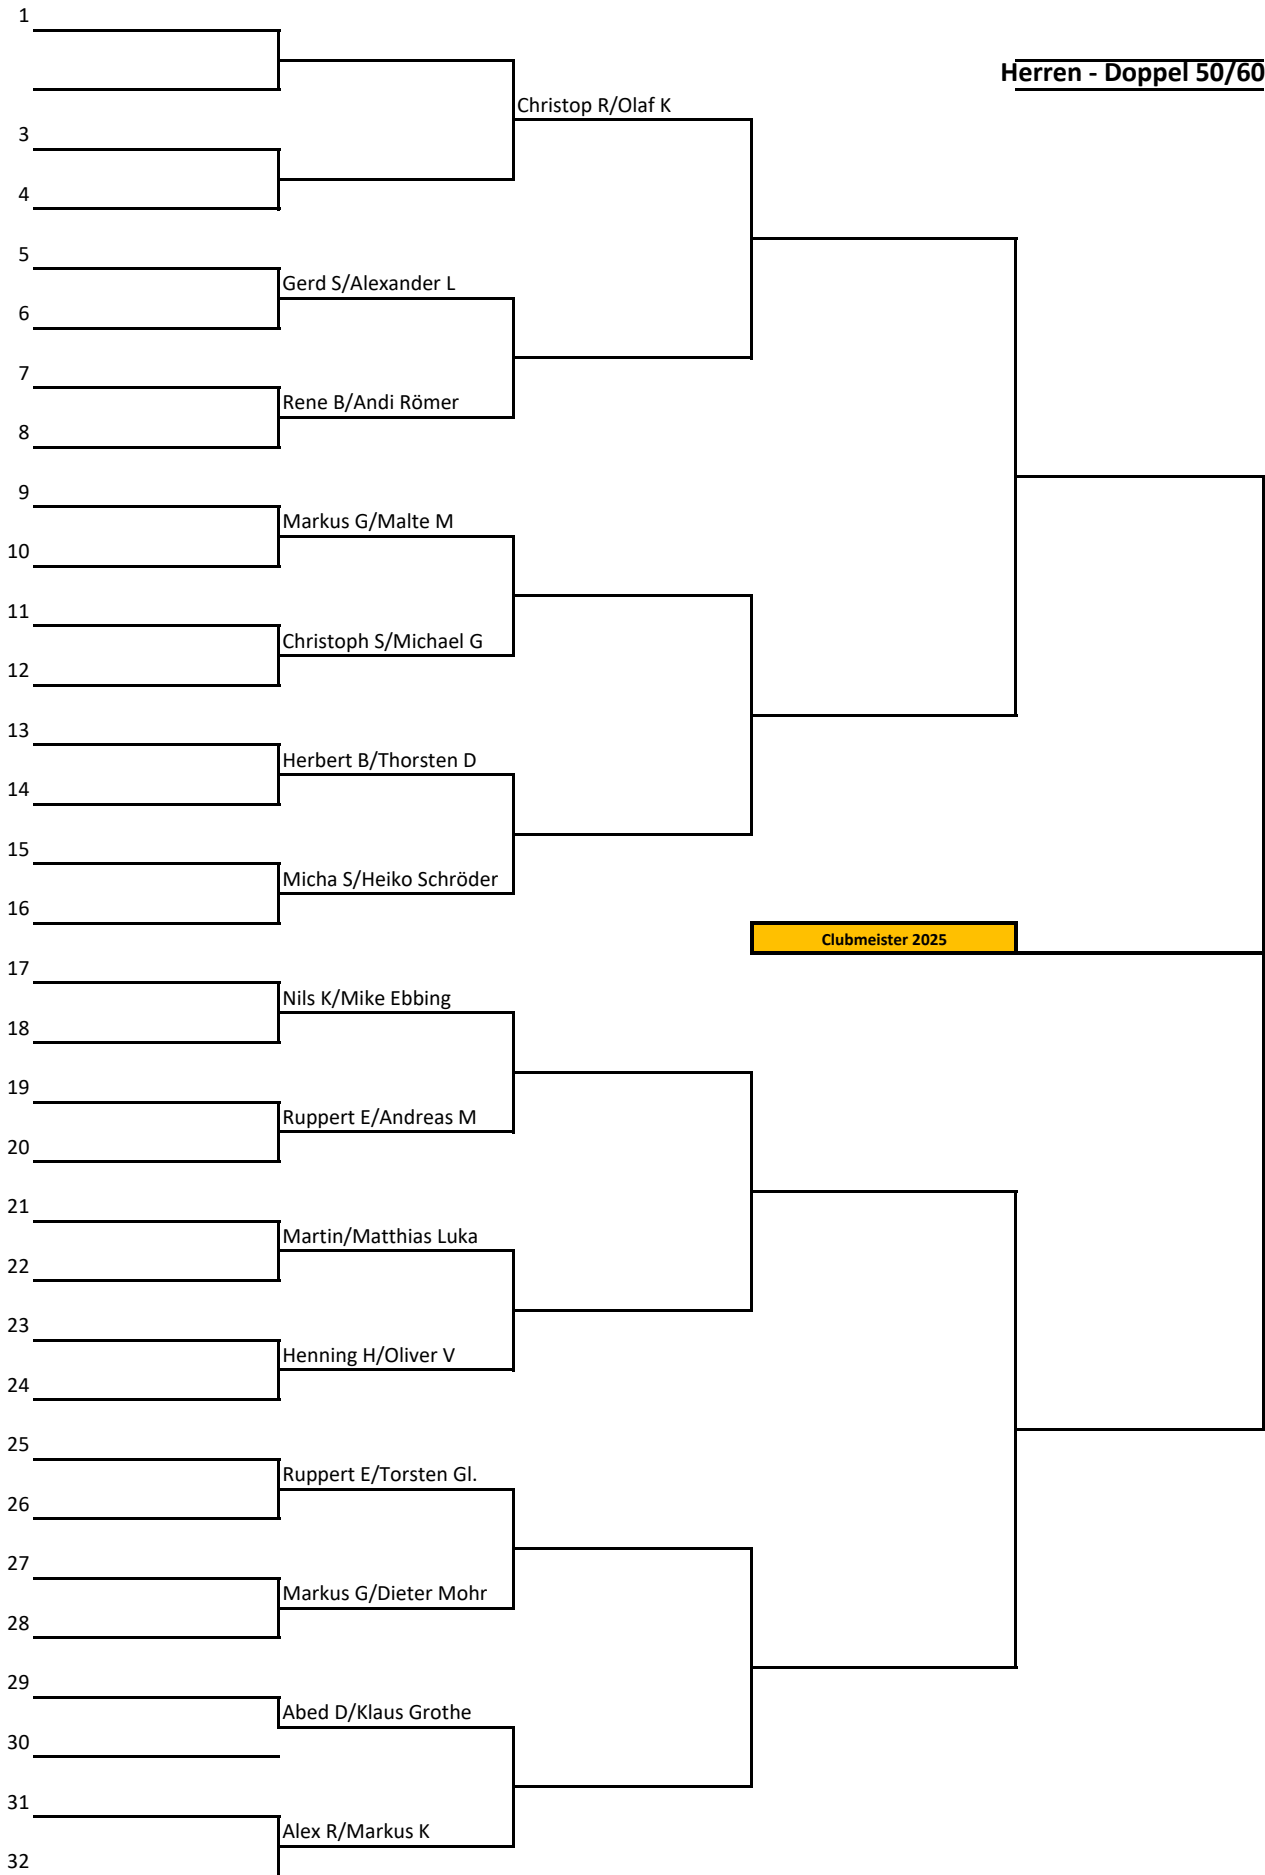 1
Herren - Doppel 50/60
Christop R/Olaf K
3
4
5
Gerd S/Alexander L
6
7
Rene B/Andi Römer
8
9
Markus G/Malte M
10
11
Christoph S/Michael G
12
13
Herbert B/Thorsten D
14
15
Micha S/Heiko Schröder
16
Clubmeister 2025
17
Nils K/Mike Ebbing
18
19
Ruppert E/Andreas M
20
21
Martin/Matthias Luka
22
23
Henning H/Oliver V
24
25
Ruppert E/Torsten Gl.
26
27
Markus G/Dieter Mohr
28
29
Abed D/Klaus Grothe
30
31
Alex R/Markus K
32